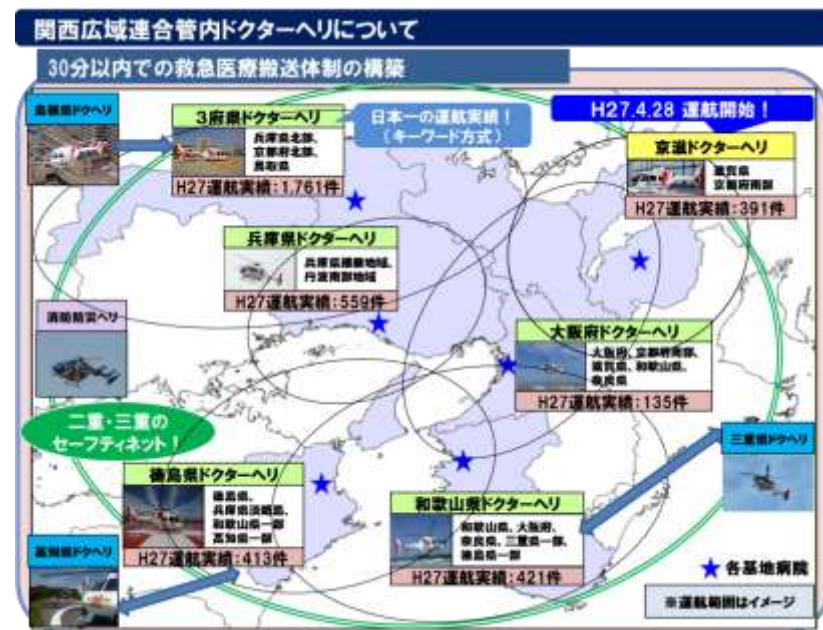 関西広域連合管内ドクターヘリについて
30分以内での救急医療搬送体制の構築
島根県ドクヘリ
3府県ドクターヘリ
兵庫県北部、
京都府北部、
鳥取県
H27運航実績:1,761件
日本一の運航実績!
(キーワード方式)
H27.4.28 運航開始!
京滋ドクターヘリ
滋賀県
京都府南部
H27運航実績:391件
兵庫県ドクターヘリ
兵庫県播磨地域、
丹波南部地域
H27運航実績:559件
消防防災ヘリ
大阪府ドクターヘリ
大阪府、京都府南部、
滋賀県、和歌山県、
奈良県
H27運航実績:135件
二重・三重の
セーフティネット!
三重県ドクヘリ
徳島県ドクターヘリ
徳島県、
兵庫県淡路島、
和歌山県一部
高知県一部
H27運航実績:413件
和歌山県ドクターヘリ
和歌山県、大阪府、
奈良県、三重県一部、
徳島県一部
H27運航実績:421件
高知県ドクヘリ
各基地病院
※運航範囲はイメージ